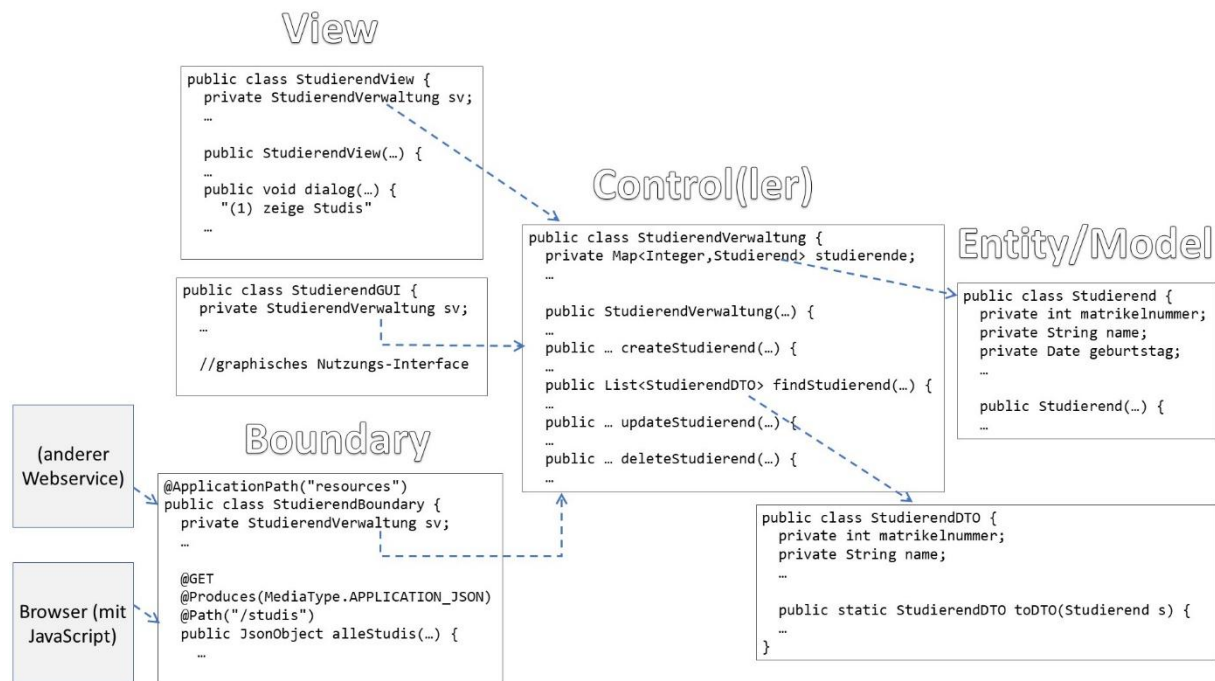 View
public class StudierendView {
private StudierendVerwaltung sv;
…
public StudierendView(…) {
…
public void dialog(…) {
"(1) zeige Studis"
…
public class StudierendGUI {
private StudierendVerwaltung sv;
…
//graphisches Nutzungs-Interface
Control(ler)
public class StudierendVerwaltung {
private Map<Integer,Studierend> studierende;
…
public StudierendVerwaltung(…) {
…
public … createStudierend(…) {
…
public List<StudierendDTO> findStudierend(…) {
…
public … updateStudierend(…) {
…
public … deleteStudierend(…) {
…
Entity/Model
public class Studierend {
private int matrikelnummer;
private String name;
private Date geburtstag;
…
public Studierend(…) {
…
(anderer
Webservice)
Browser (mit
JavaScript)
Boundary
@ApplicationPath("resources")
public class StudierendBoundary {
private StudierendVerwaltung sv;
…
@GET
@Produces(MediaType.APPLICATION_JSON)
@Path("/studis")
public JsonObject alleStudis(…) {
…
public class StudierendDTO {
private int matrikelnummer;
private String name;
…
public static StudierendDTO toDTO(Studierend s) {
…
}